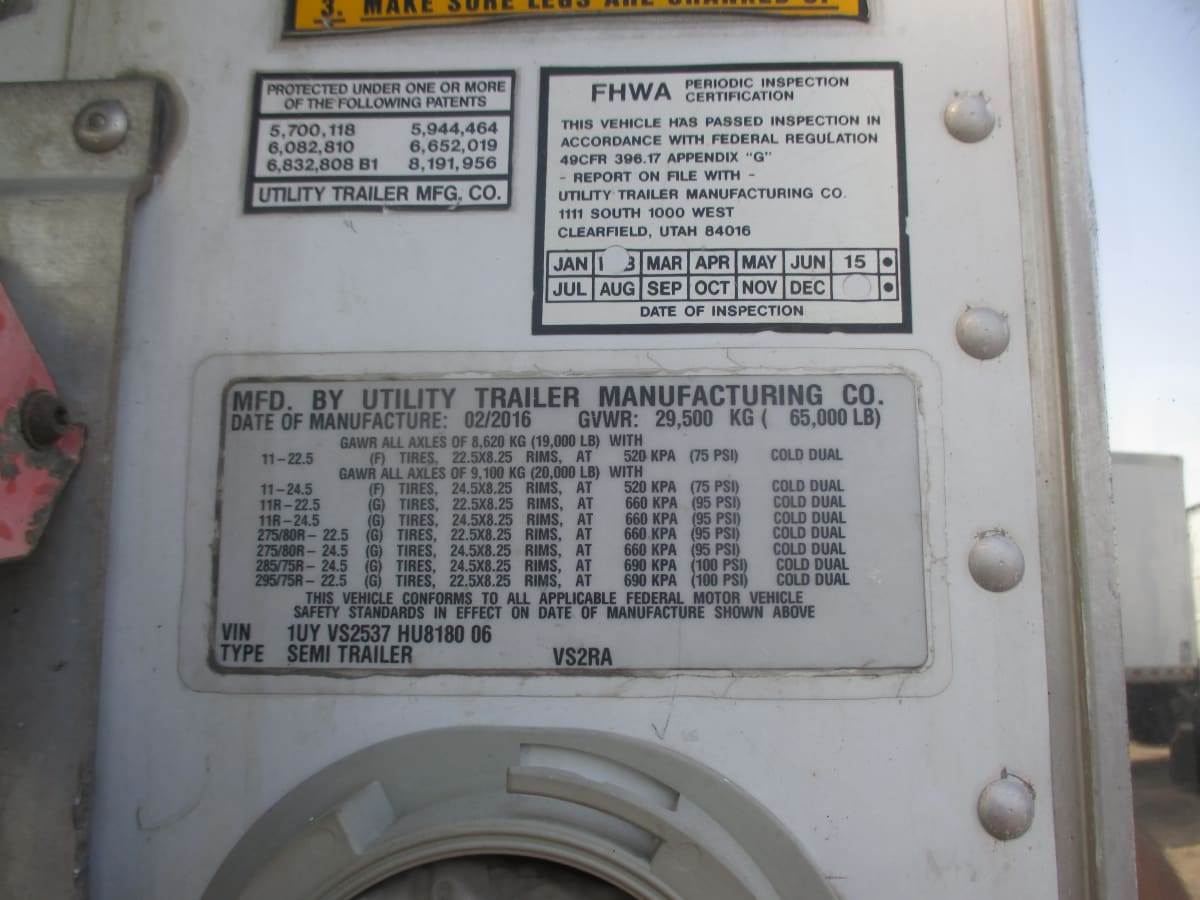 3. MAKE SURE LEGS ARE CRANKED UP
PROTECTED UNDER ONE OR MORE
OF THE FOLLOWING PATENTS
5,700,118 5,944,464
6,082,810 6,652,019
6,832,808 B1 8,191,956
UTILITY TRAILER MFG. CO.
FHWA PERIODIC INSPECTION
CERTIFICATION
THIS VEHICLE HAS PASSED INSPECTION IN
ACCORDANCE WITH FEDERAL REGULATION
49CFR 396.17 APPENDIX "G"
- REPORT ON FILE WITH -
UTILITY TRAILER MANUFACTURING CO.
1111 SOUTH 1000 WEST
CLEARFIELD, UTAH 84016
JAN MAR APR MAY JUN 15
JUL AUG SEP OCT NOV DEC
DATE OF INSPECTION
MFD. BY UTILITY TRAILER MANUFACTURING CO.
DATE OF MANUFACTURE: 02/2016 GVWR: 29,500 KG ( 65,000 LB)
GAWR ALL AXLES OF 8,620 KG (19,000 LB) WITH
11-22.5 (F) TIRES, 22.5X8.25 RIMS, AT 520 KPA (75 PSI) COLD DUAL
GAWR ALL AXLES OF 9,100 KG (20,000 LB) WITH
11-24.5 (F) TIRES, 24.5X8.25 RIMS, AT 520 KPA (75 PSI) COLD DUAL
11R-22.5 (G) TIRES, 22.5X8.25 RIMS, AT 660 KPA (95 PSI) COLD DUAL
11R-24.5 (G) TIRES, 24.5X8.25 RIMS, AT 660 KPA (95 PSI) COLD DUAL
275/80R- 22.5 (G) TIRES, 22.5X8.25 RIMS, AT 660 KPA (95 PSI) COLD DUAL
275/80R- 24.5 (G) TIRES, 24.5X8.25 RIMS, AT 660 KPA (95 PSI) COLD DUAL
285/75R- 24.5 (G) TIRES, 24.5X8.25 RIMS, AT 690 KPA (100 PSI) COLD DUAL
295/75R- 22.5 (G) TIRES, 22.5X8.25 RIMS, AT 690 KPA (100 PSI) COLD DUAL
THIS VEHICLE CONFORMS TO ALL APPLICABLE FEDERAL MOTOR VEHICLE
SAFETY STANDARDS IN EFFECT ON DATE OF MANUFACTURE SHOWN ABOVE
VIN 1UY VS2537 HU8180 06
TYPE SEMI TRAILER VS2RA